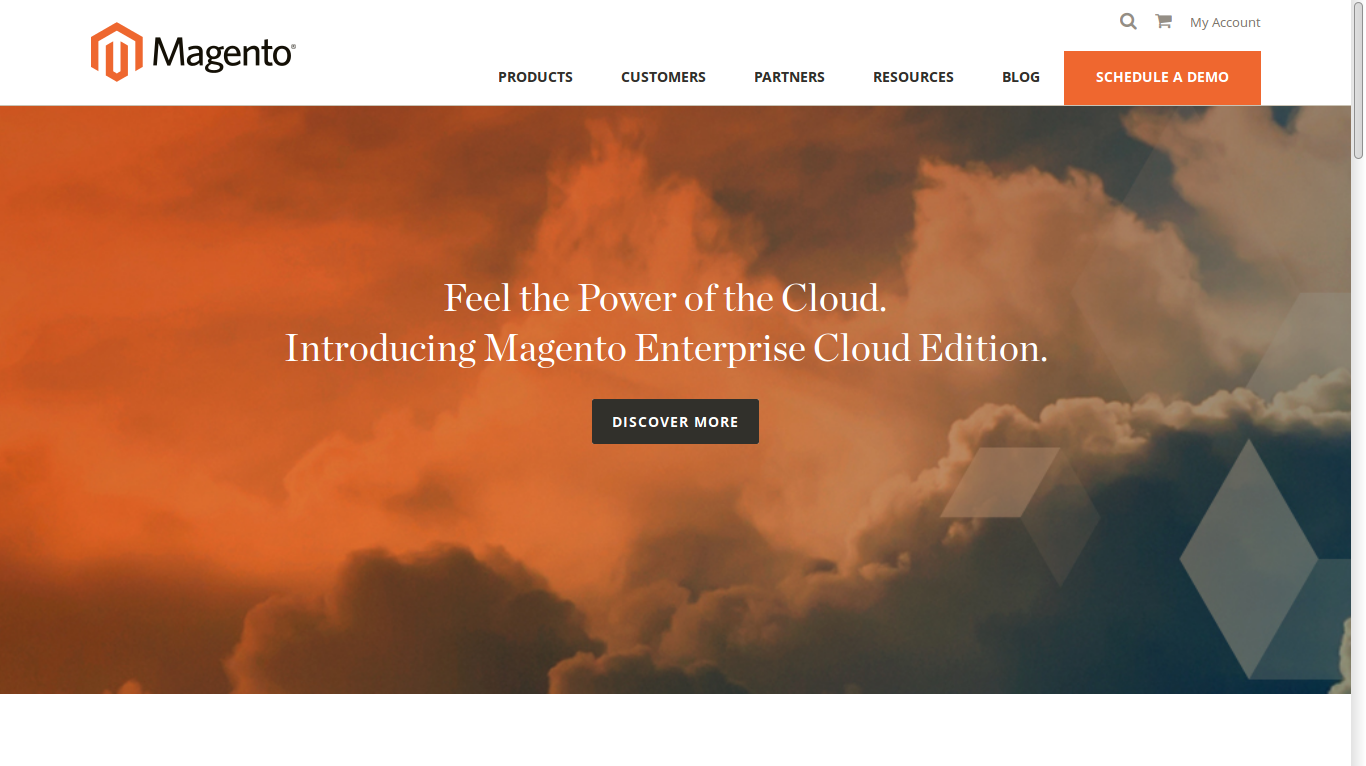 My Account
Magento®
PRODUCTS CUSTOMERS PARTNERS RESOURCES BLOG SCHEDULE A DEMO
Feel the Power of the Cloud.
Introducing Magento Enterprise Cloud Edition.
DISCOVER MORE